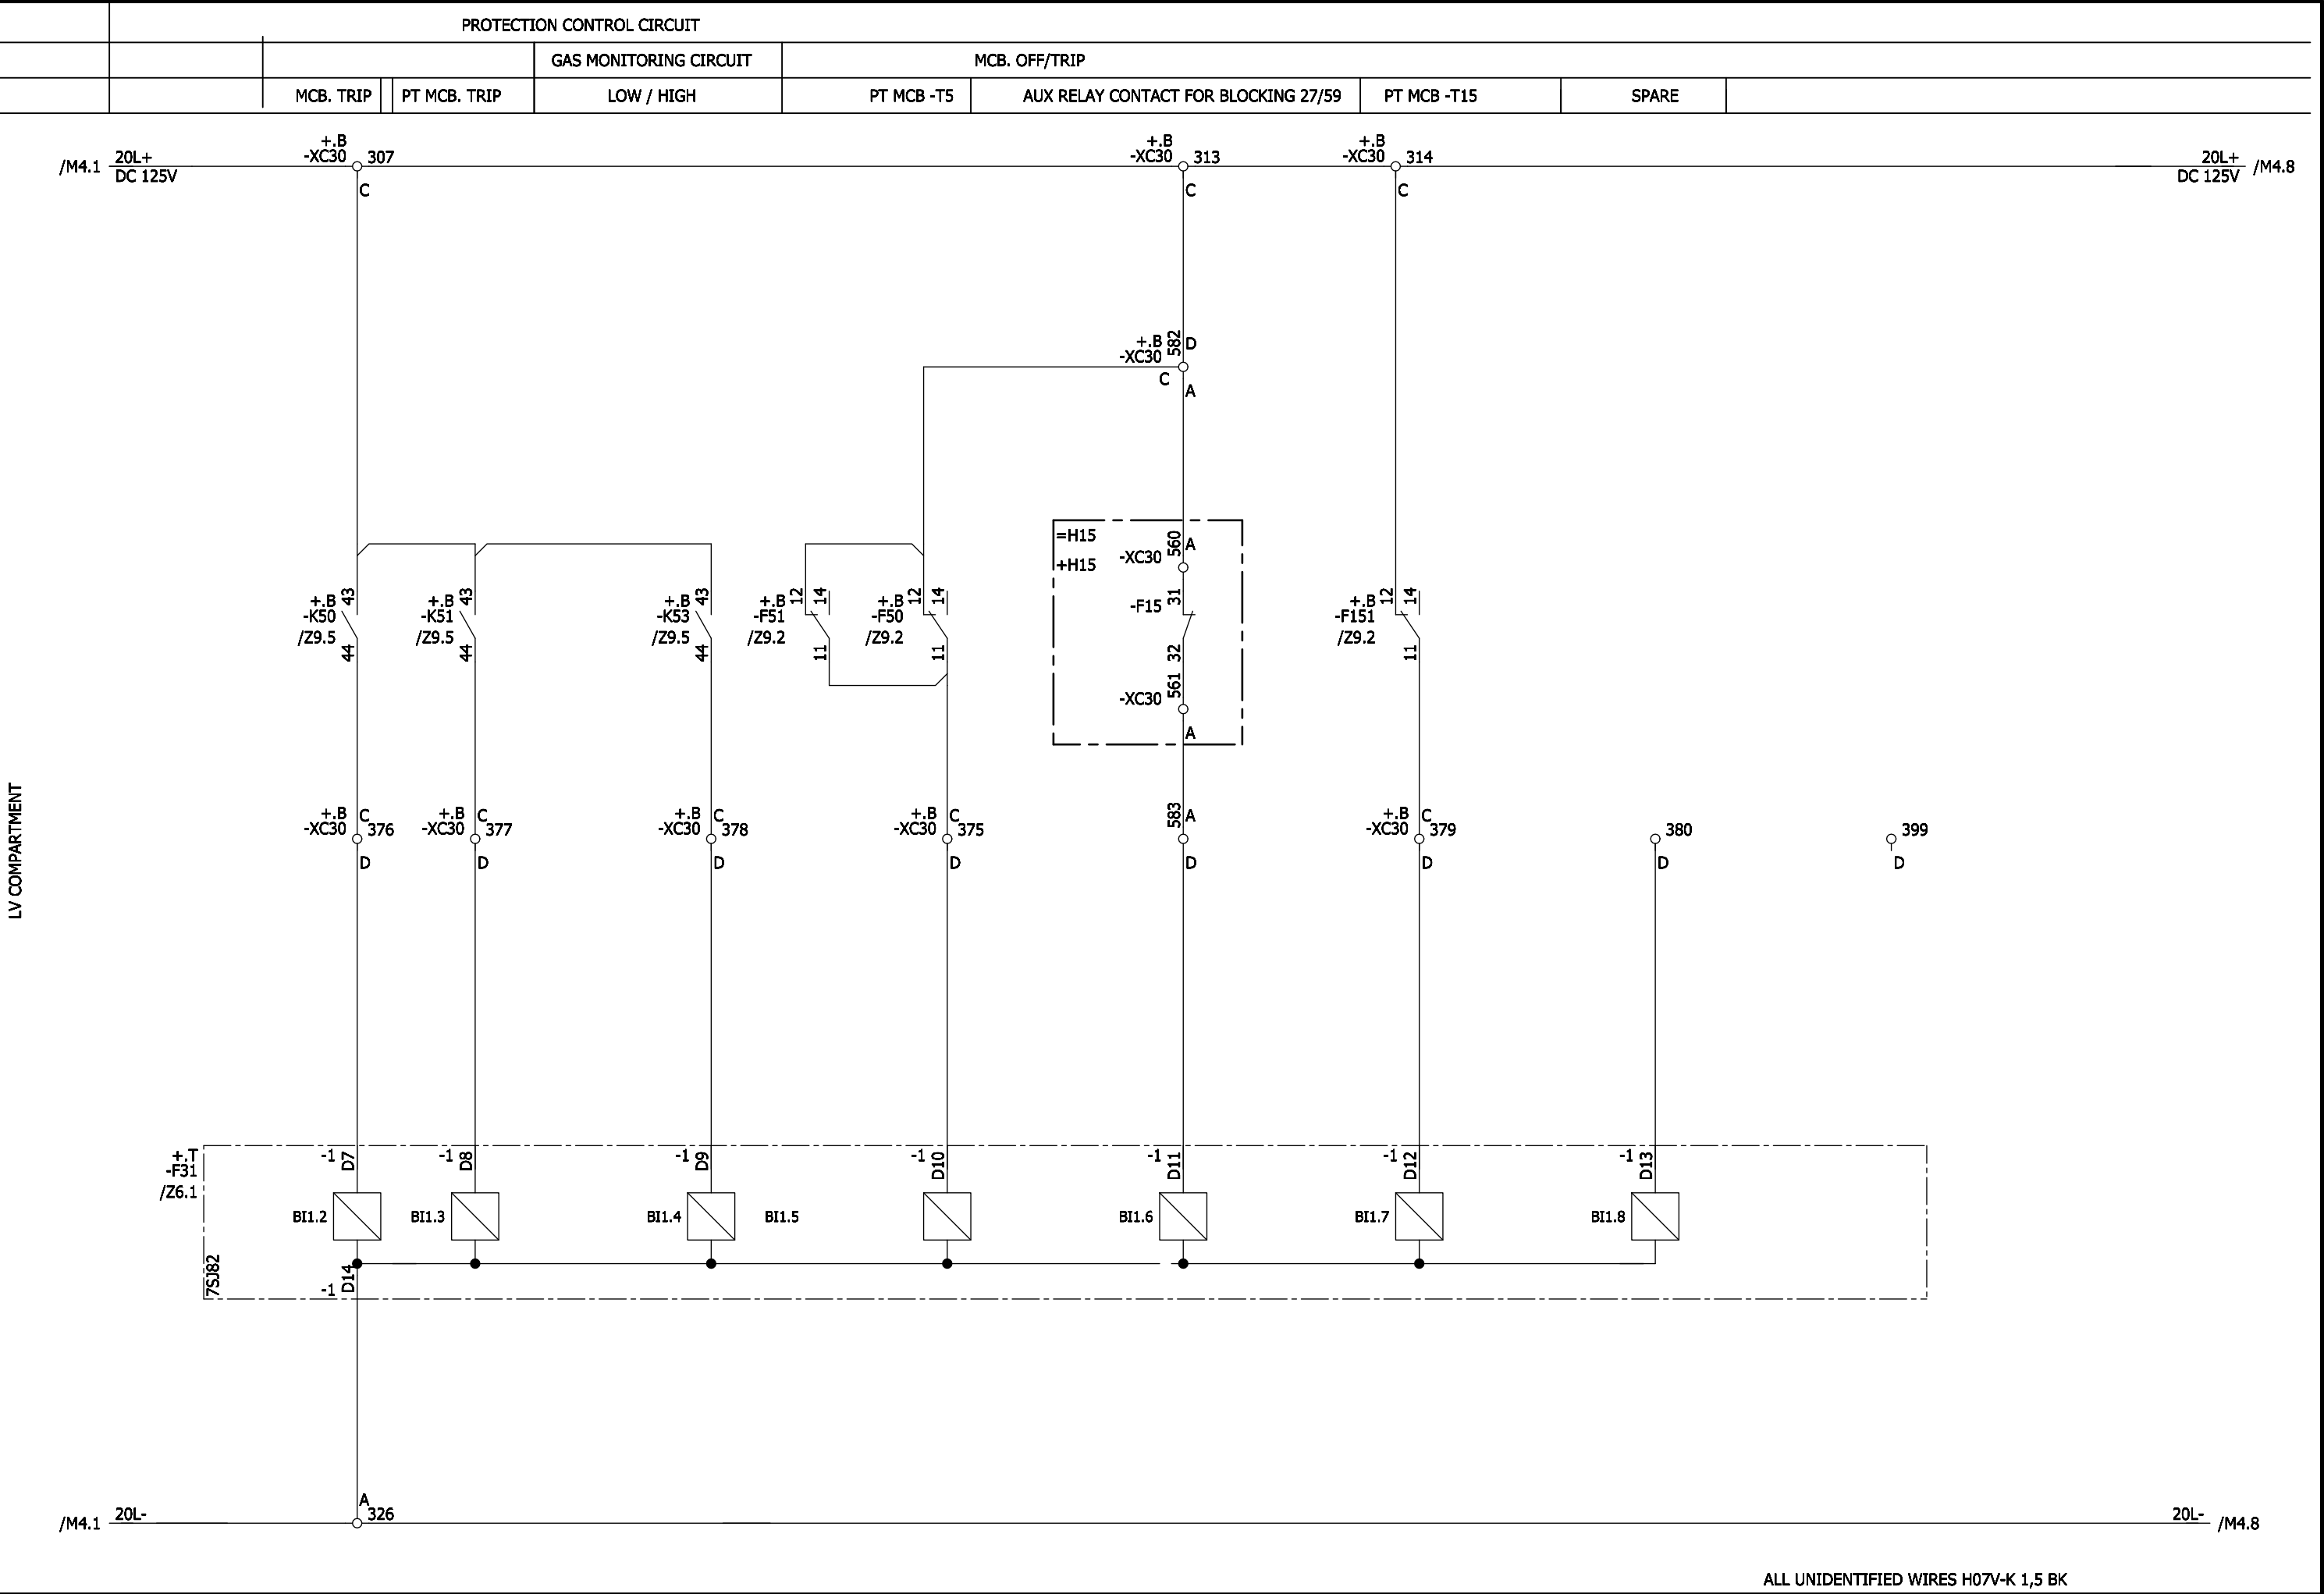 PROTECTION CONTROL CIRCUIT
GAS MONITORING CIRCUIT
MCB. OFF/TRIP
MCB. TRIP
PT MCB. TRIP
LOW / HIGH
PT MCB -T5
AUX RELAY CONTACT FOR BLOCKING 27/59
PT MCB -T15
SPARE
/M4.1
20L+
DC 125V
+.B
-XC30
307
C
+.B
-XC30
313
C
+.B
-XC30
314
C
20L+
DC 125V
/M4.8
+.B
-XC30
582
D
C
A
=H15
+H15
-XC30
560
A
-F15
31
32
-XC30
561
A
+.B
-K50
/Z9.5
43
44
+.B
-K51
/Z9.5
43
44
+.B
-K53
/Z9.5
43
44
+.B
-F51
/Z9.2
12
14
11
+.B
-F50
/Z9.2
12
14
11
+.B
-F151
/Z9.2
12
14
11
LV COMPARTMENT
+.B
-XC30
C
376
D
+.B
-XC30
C
377
D
+.B
-XC30
C
378
D
+.B
-XC30
C
375
D
583
A
D
+.B
-XC30
C
379
D
380
D
399
D
+.T
-F31
/Z6.1
7SJ82
-1
D7
BI1.2
-1
D8
BI1.3
-1
D9
BI1.4
BI1.5
-1
D10
-1
D11
BI1.6
-1
D12
BI1.7
-1
D13
BI1.8
-1
D14
A
326
/M4.1
20L-
20L-
/M4.8
ALL UNIDENTIFIED WIRES H07V-K 1,5 BK